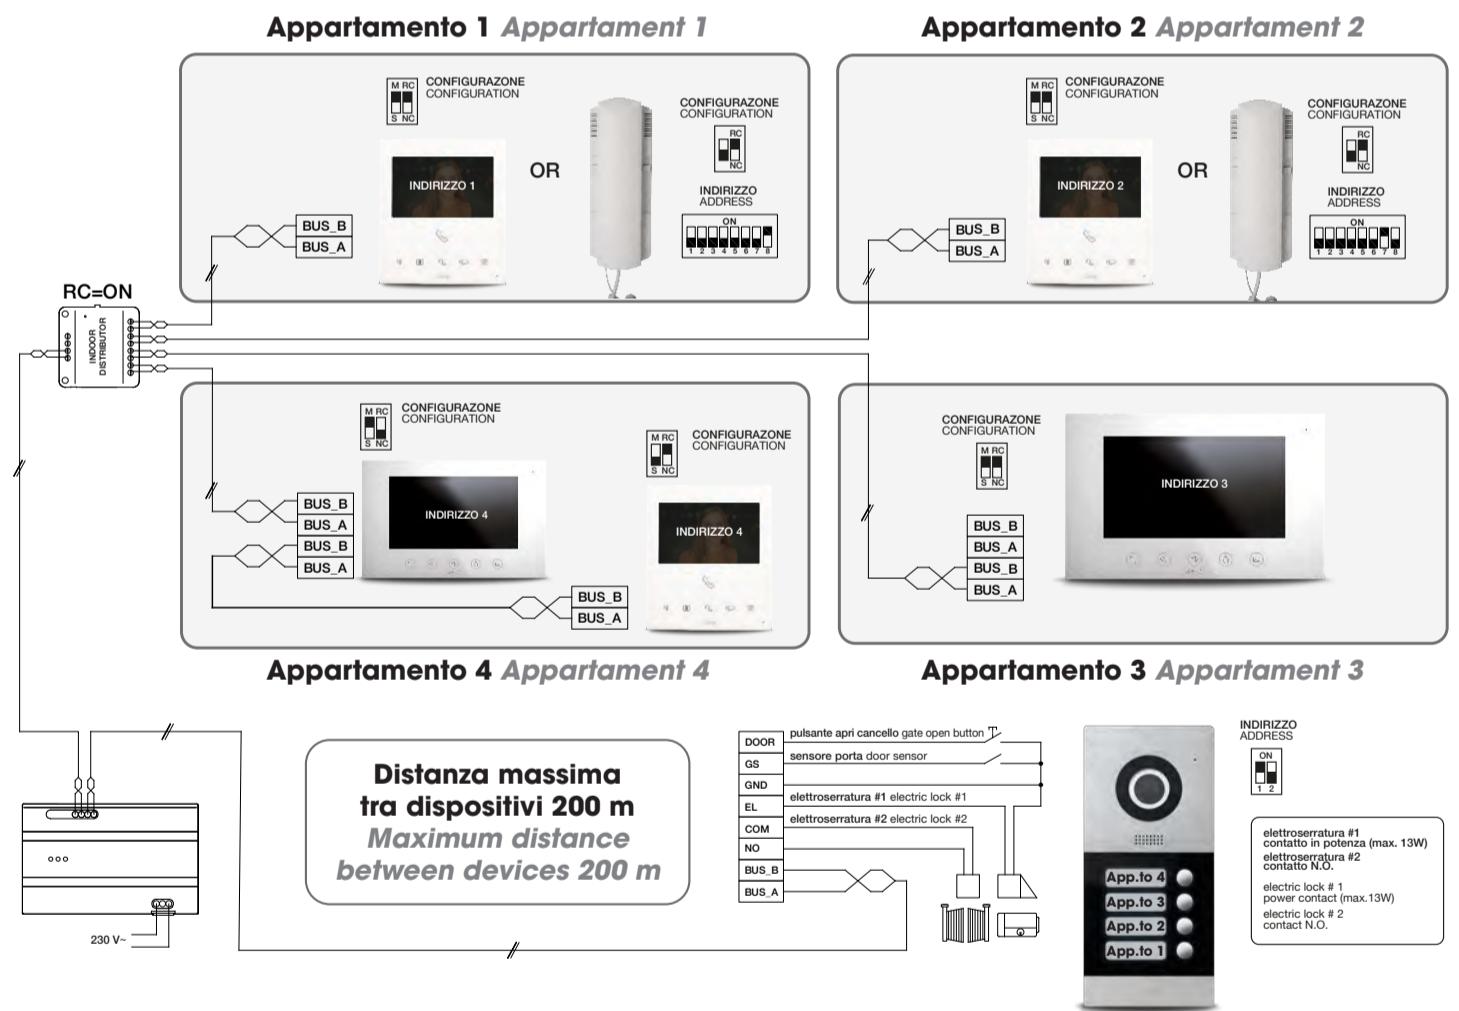 Appartamento 1 Appartament 1
Appartamento 2 Appartament 2
M RC
S NC
CONFIGURAZONE
CONFIGURATION
INDIRIZZO 1
OR
CONFIGURAZONE
CONFIGURATION
RC
NC
INDIRIZZO
ADDRESS
ON
1 2 3 4 5 6 7 8
BUS_B
BUS_A
M RC
S NC
CONFIGURAZONE
CONFIGURATION
INDIRIZZO 2
OR
CONFIGURAZONE
CONFIGURATION
RC
NC
INDIRIZZO
ADDRESS
ON
1 2 3 4 5 6 7 8
BUS_B
BUS_A
RC=ON
INDOOR
DISTRIBUTOR
M RC
S NC
CONFIGURAZONE
CONFIGURATION
INDIRIZZO 4
BUS_B
BUS_A
BUS_B
BUS_A
M RC
S NC
CONFIGURAZONE
CONFIGURATION
INDIRIZZO 4
BUS_B
BUS_A
CONFIGURAZONE
CONFIGURATION
M RC
S NC
INDIRIZZO 3
BUS_B
BUS_A
BUS_B
BUS_A
Appartamento 4 Appartament 4
Appartamento 3 Appartament 3
230 V~
Distanza massima
tra dispositivi 200 m
Maximum distance
between devices 200 m
DOOR
pulsante apri cancello gate open button
GS
sensore porta door sensor
GND
EL
elettroserratura #1 electric lock #1
COM
elettroserratura #2 electric lock #2
NO
BUS_B
BUS_A
App.to 4
App.to 3
App.to 2
App.to 1
INDIRIZZO
ADDRESS
ON
1 2
elettroserratura #1
contatto in potenza (max. 13W)
elettroserratura #2
contatto N.O.
electric lock # 1
power contact (max.13W)
electric lock # 2
contact N.O.